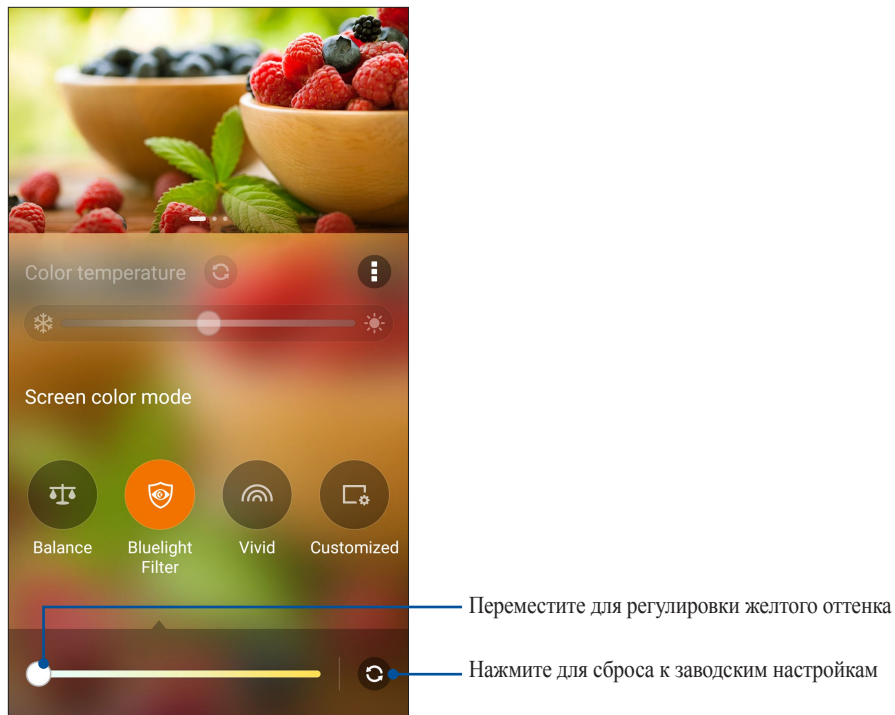 Color temperature
Screen color mode
Balance
Bluelight
Filter
Vivid
Customized
Переместите для регулировки желтого оттенка
Нажмите для сброса к заводским настройкам